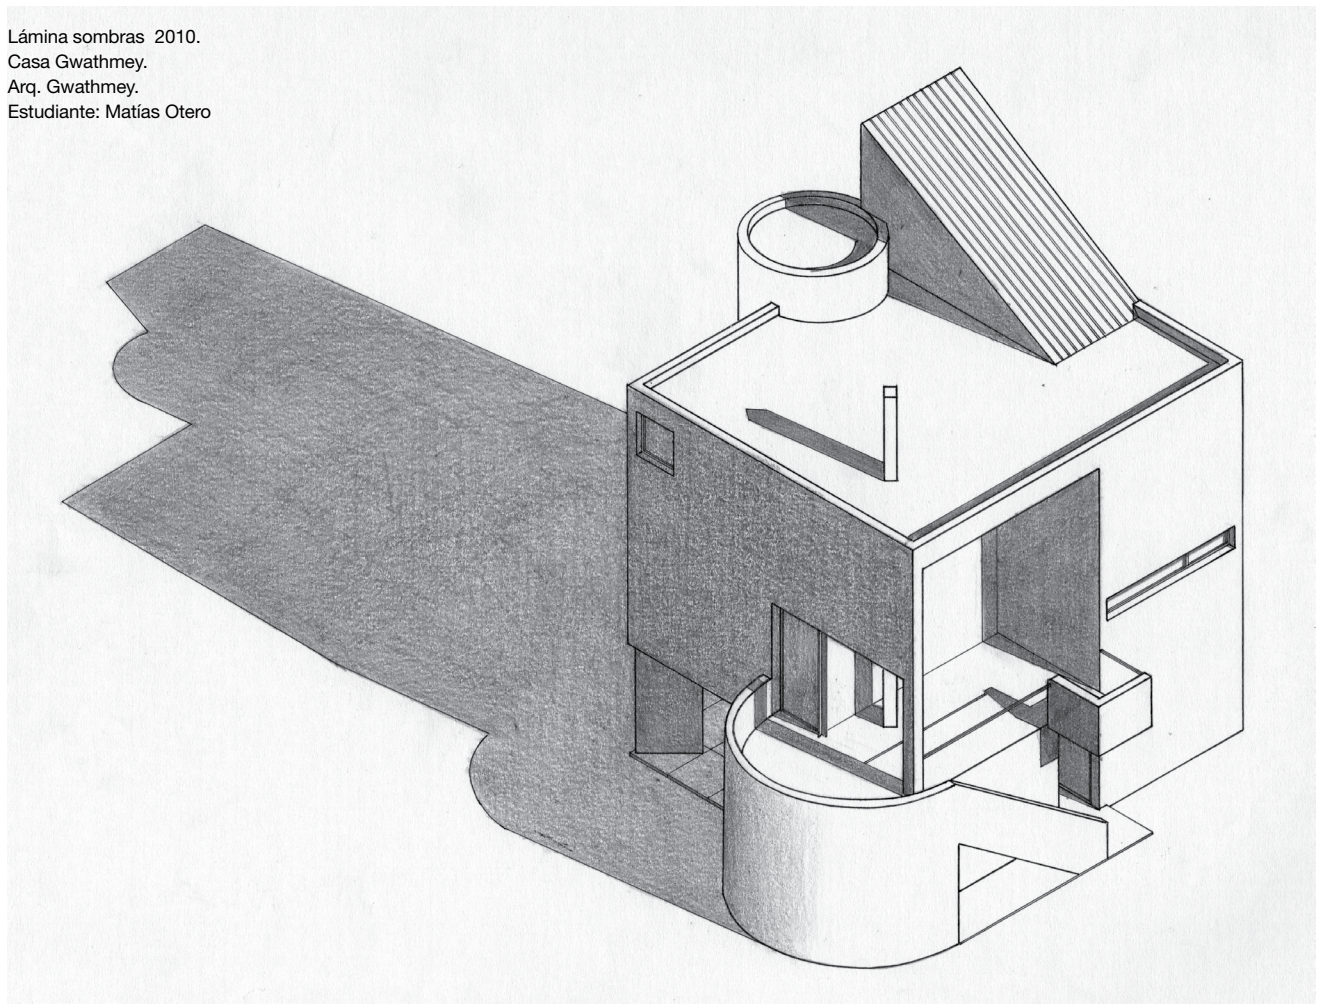 Lámina sombras  2010.
Casa Gwathmey.
Arq. Gwathmey.
Estudiante: Matías Otero